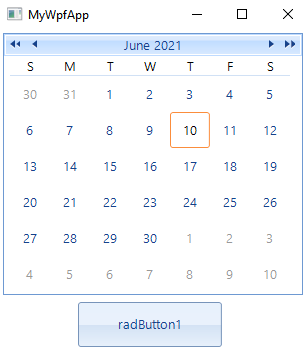 MyWpfApp
June 2021
S M T W T F S
30 31 1 2 3 4 5
6 7 8 9 10 11 12
13 14 15 16 17 18 19
20 21 22 23 24 25 26
27 28 29 30 1 2 3
4 5 6 7 8 9 10
radButton1